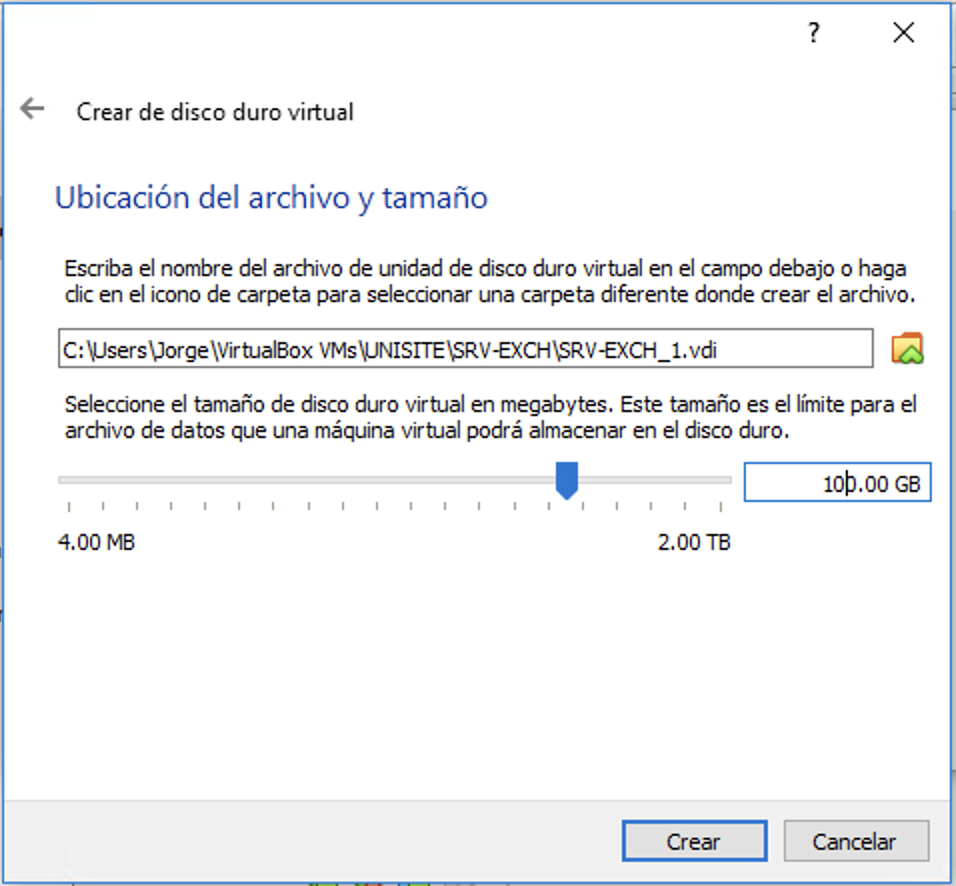 ?
Crear de disco duro virtual
Ubicación del archivo y tamaño
Escriba el nombre del archivo de unidad de disco duro virtual en el campo debajo o haga
clic en el icono de carpeta para seleccionar una carpeta diferente donde crear el archivo.
C:\Users\Jorge\VirtualBox VMs\UNISITE\SRV-EXCH\SRV-EXCH_1.vdi
Seleccione el tamaño de disco duro virtual en megabytes. Este tamaño es el límite para el
archivo de datos que una máquina virtual podrá almacenar en el disco duro.
100.00 GB
4.00 MB 2.00 TB
Crear Cancelar